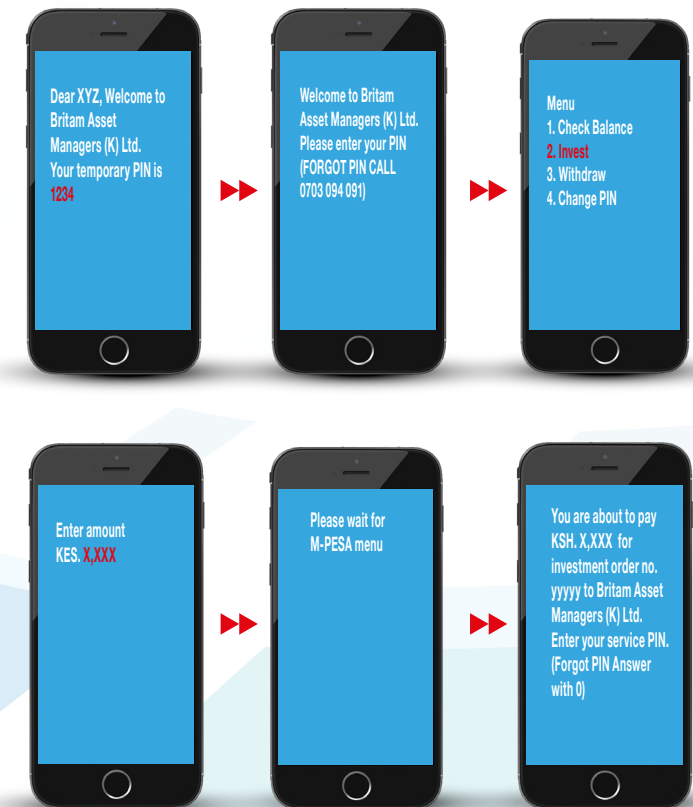 Dear XYZ, Welcome to
Britam Asset
Managers (K) Ltd.
Your temporary PIN is
1234
Welcome to Britam
Asset Managers (K) Ltd.
Please enter your PIN
(FORGOT PIN CALL
0703 094 091)
Menu
1. Check Balance
2. Invest
3. Withdraw
4. Change PIN
Enter amount
KES. X,XXX
Please wait for
M-PESA menu
You are about to pay
KSH. X,XXX for
investment order no.
yyyyy to Britam Asset
Managers (K) Ltd.
Enter your service PIN.
(Forgot PIN Answer
with 0)